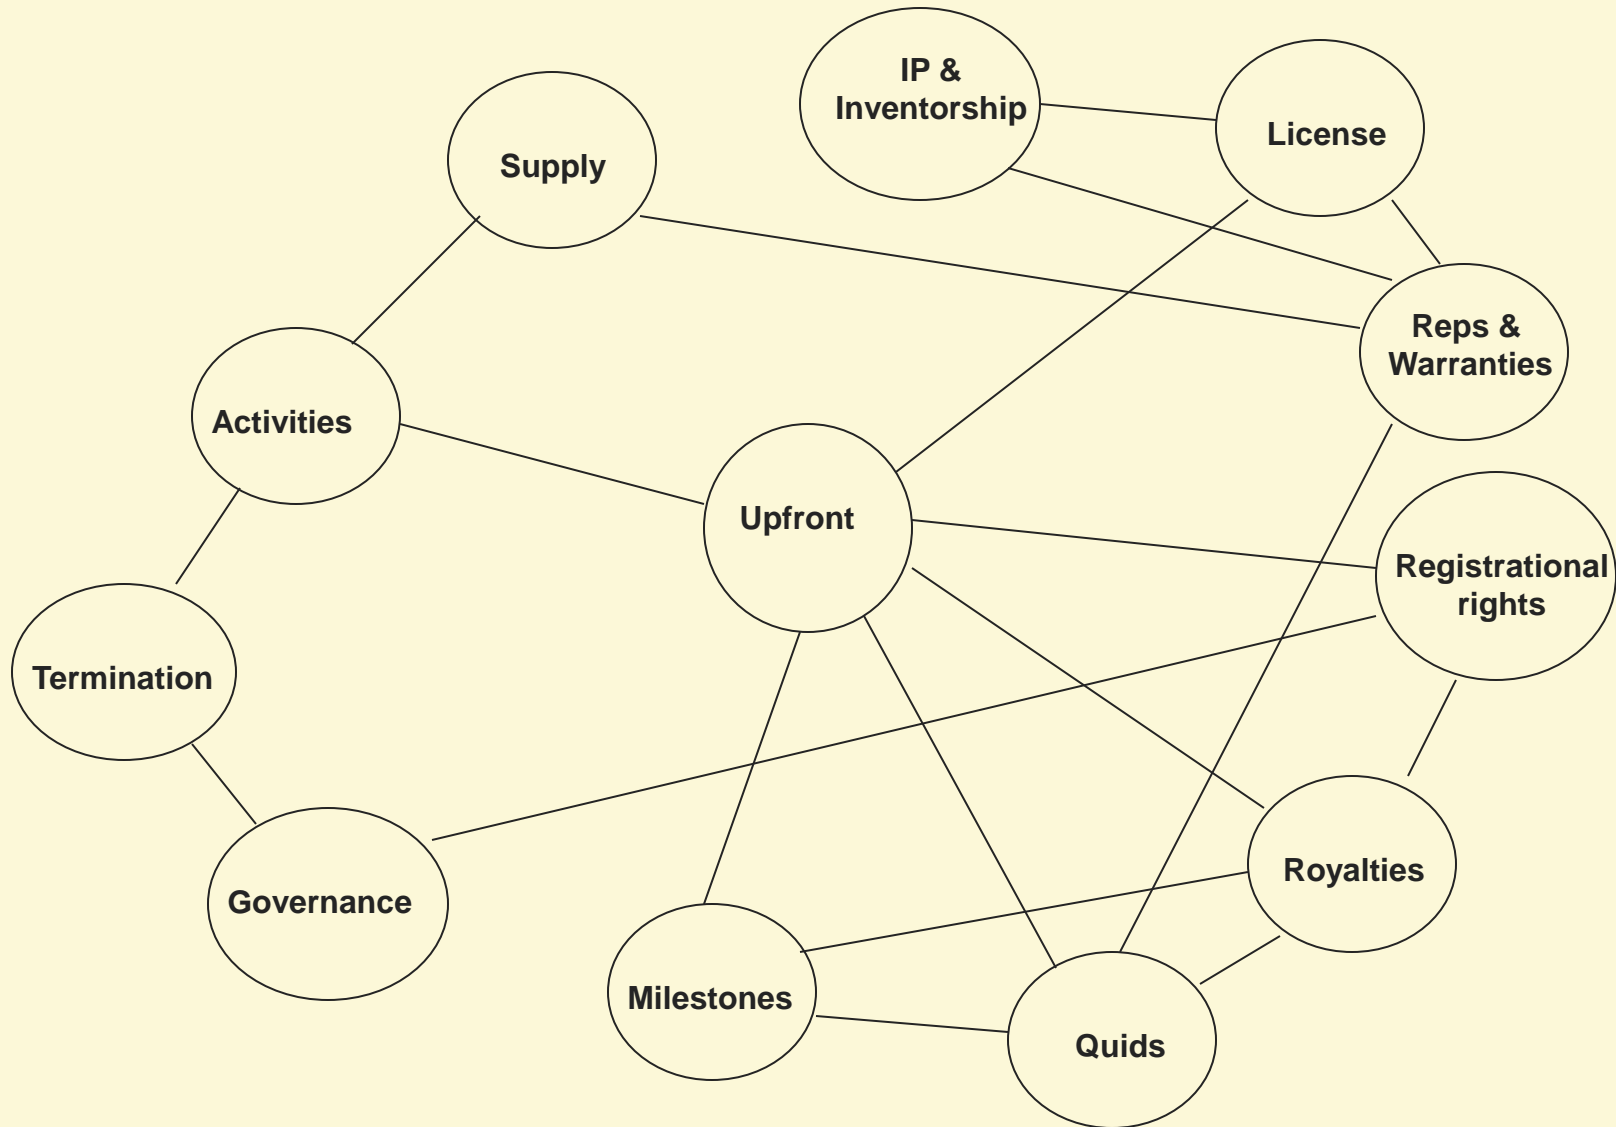 IP &
Inventorship
License
Supply
Reps &
Warranties
Activities
Upfront
Registrational
rights
Termination
Royalties
Governance
Milestones
Quids